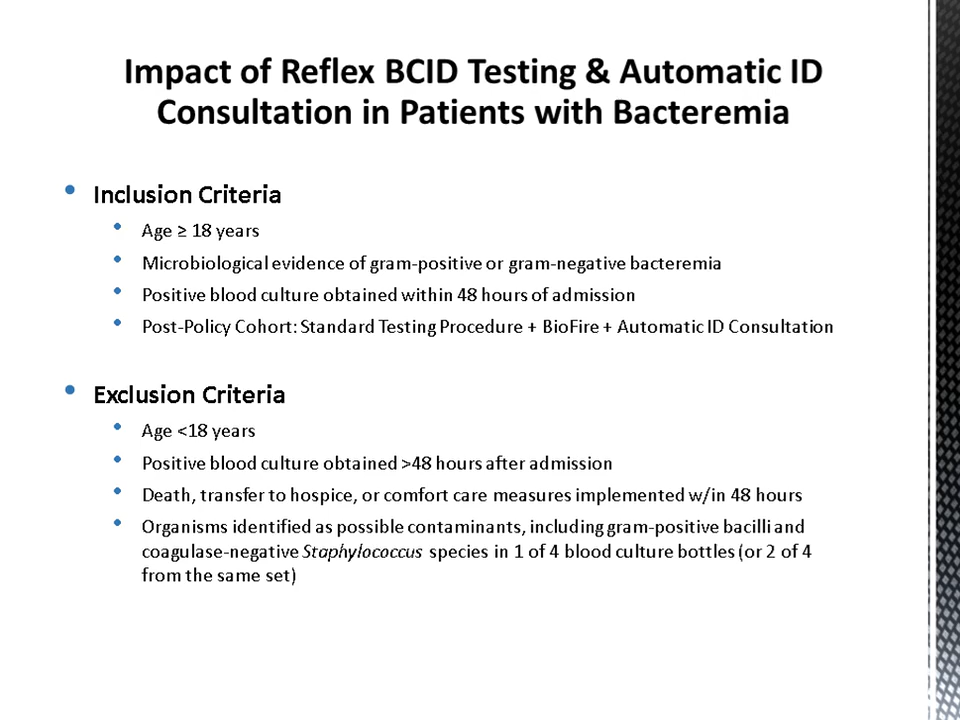 Impact of Reflex BCID Testing & Automatic ID
Consultation in Patients with Bacteremia
• Inclusion Criteria
• Age ≥ 18 years
• Microbiological evidence of gram-positive or gram-negative bacteremia
• Positive blood culture obtained within 48 hours of admission
• Post-Policy Cohort: Standard Testing Procedure + BioFire + Automatic ID Consultation
• Exclusion Criteria
• Age <18 years
• Positive blood culture obtained >48 hours after admission
• Death, transfer to hospice, or comfort care measures implemented w/in 48 hours
• Organisms identified as possible contaminants, including gram-positive bacilli and
coagulase-negative Staphylococcus species in 1 of 4 blood culture bottles (or 2 of 4
from the same set)